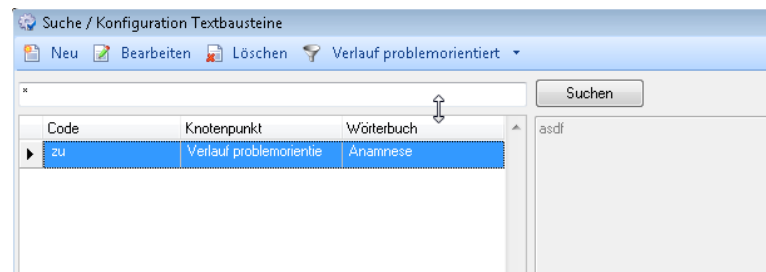 Suche / Konfiguration Textbausteine
Neu Bearbeiten Löschen Verlauf problemorientiert
* Suchen
Code Knotenpunkt Wörterbuch asdf
zu Verlauf problemorientie Anamnese